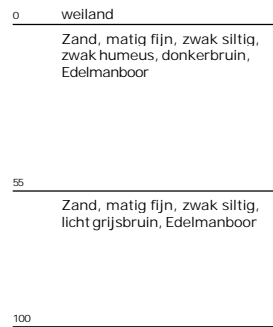 0 weiland
Zand, matig fijn, zwak siltig,
zwak humeus, donkerbruin,
Edelmanboor
55
Zand, matig fijn, zwak siltig,
licht grijsbruin, Edelmanboor
100